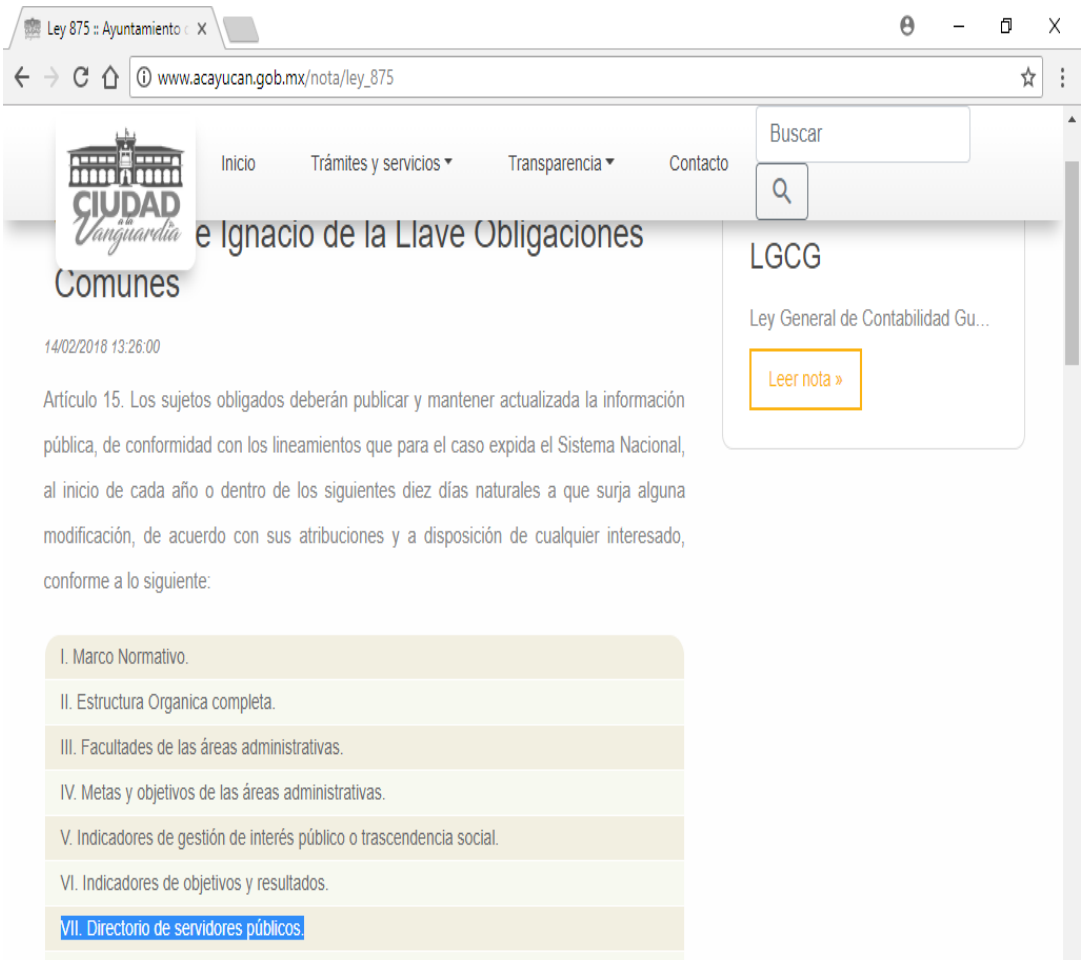 Ley 875 :: Ayuntamiento
www.acayucan.gob.mx/nota/ley_875
CIUDAD
a la
Vanguardia
Inicio
Trámites y servicios
Transparencia
Contacto
Buscar
e Ignacio de la Llave Obligaciones
Comunes
14/02/2018 13:26:00
Artículo 15. Los sujetos obligados deberán publicar y mantener actualizada la información
pública, de conformidad con los lineamientos que para el caso expida el Sistema Nacional,
al inicio de cada año o dentro de los siguientes diez días naturales a que surja alguna
modificación, de acuerdo con sus atribuciones y a disposición de cualquier interesado,
conforme a lo siguiente:
I. Marco Normativo.
II. Estructura Organica completa.
III. Facultades de las áreas administrativas.
IV. Metas y objetivos de las áreas administrativas.
V. Indicadores de gestión de interés público o trascendencia social.
VI. Indicadores de objetivos y resultados.
VII. Directorio de servidores públicos.
LGCG
Ley General de Contabilidad Gu...
Leer nota »